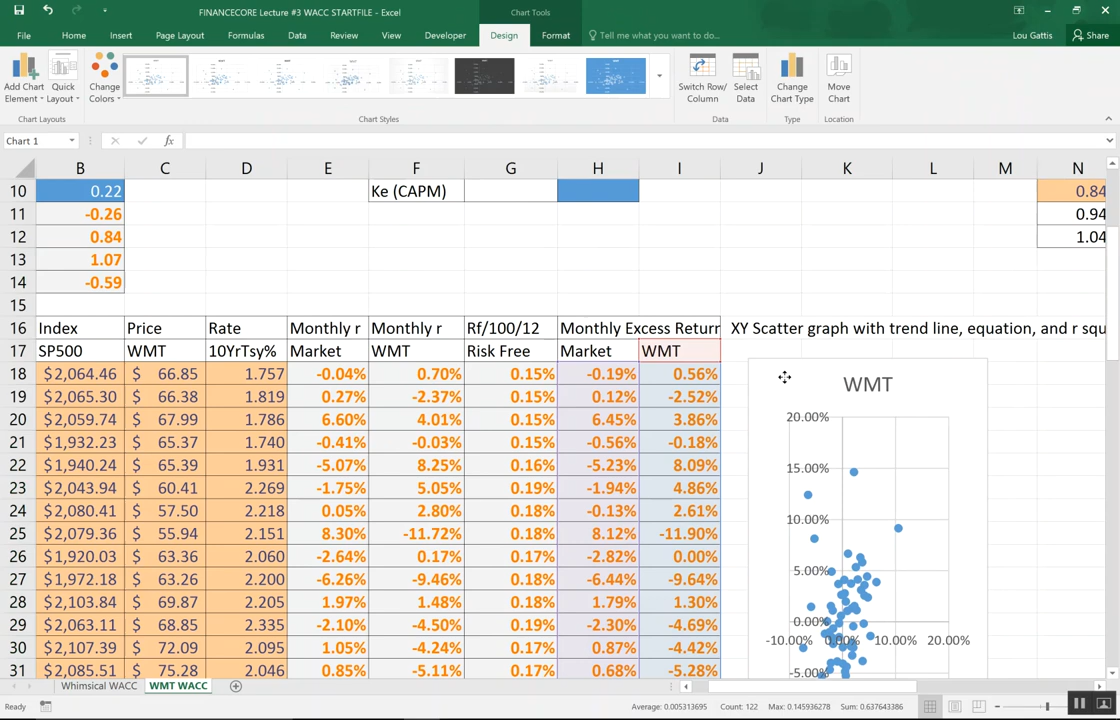 FINANCECORE Lecture #3 WACC STARTFILE - Excel
Chart Tools
File Home Insert Page Layout Formulas Data Review View Developer Design Format Tell me what you want to do... Lou Gattis Share
Add Chart Element Quick Layout Change Colors Switch Row/ Column Select Data Change Chart Type Move Chart
Chart Layouts Chart Styles Data Type Location
Chart 1 fx
B C D E F G H I J K L M N
10 0.22 Ke (CAPM) 0.84
11 -0.26 0.94
12 0.84 1.04
13 1.07
14 -0.59
15
16 Index Price Rate Monthly r Monthly r Rf/100/12 Monthly Excess Returr XY Scatter graph with trend line, equation, and r squ
17 SP500 WMT 10YrTsy% Market WMT Risk Free Market WMT
18 $2,064.46 $ 66.85 1.757 -0.04% 0.70% 0.15% -0.19% 0.56%
19 $2,065.30 $ 66.38 1.819 0.27% -2.37% 0.15% 0.12% -2.52%
20 $2,059.74 $ 67.99 1.786 6.60% 4.01% 0.15% 6.45% 3.86%
21 $1,932.23 $ 65.37 1.740 -0.41% -0.03% 0.15% -0.56% -0.18%
22 $1,940.24 $ 65.39 1.931 -5.07% 8.25% 0.16% -5.23% 8.09%
23 $2,043.94 $ 60.41 2.269 -1.75% 5.05% 0.19% -1.94% 4.86%
24 $2,080.41 $ 57.50 2.218 0.05% 2.80% 0.18% -0.13% 2.61%
25 $2,079.36 $ 55.94 2.151 8.30% -11.72% 0.18% 8.12% -11.90%
26 $1,920.03 $ 63.36 2.060 -2.64% 0.17% 0.17% -2.82% 0.00%
27 $1,972.18 $ 63.26 2.200 -6.26% -9.46% 0.18% -6.44% -9.64%
28 $2,103.84 $ 69.87 2.205 1.97% 1.48% 0.18% 1.79% 1.30%
29 $2,063.11 $ 68.85 2.335 -2.10% -4.50% 0.19% -2.30% -4.69%
30 $2,107.39 $ 72.09 2.095 1.05% -4.24% 0.17% 0.87% -4.42%
31 $2,085.51 $ 75.28 2.046 0.85% -5.11% 0.17% 0.68% -5.28%
WMT
20.00%
15.00%
10.00%
5.00%
0.00%
-10.00% 0.00% 10.00% 20.00%
-5.00%
Whimsical WACC WMT WACC
Ready Average: 0.005313695 Count: 122 Max: 0.145936278 Sum: 0.637643386